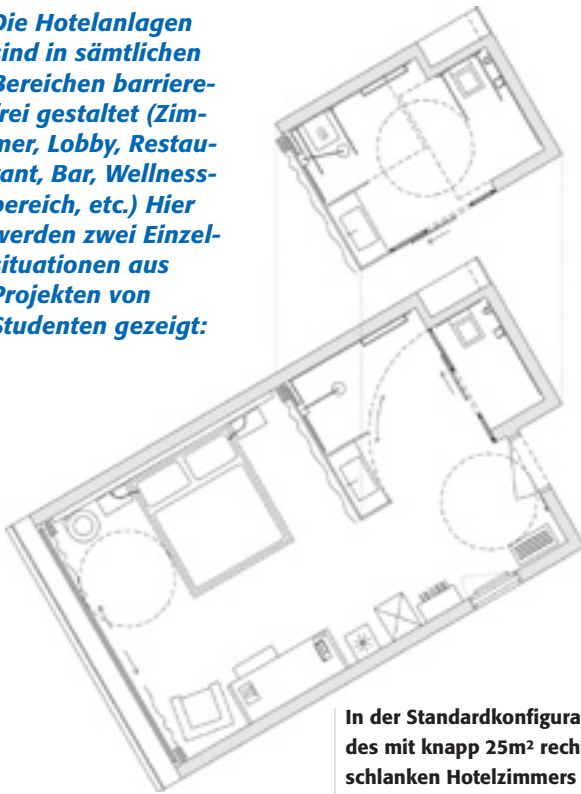 Die Hotelanlagen
sind in sämtlichen
Bereichen barriere-
frei gestaltet (Zim-
mer, Lobby, Restau-
rant, Bar, Wellness-
bereich, etc.) Hier
werden zwei Einzel-
situationen aus
Projekten von
Studenten gezeigt:
In der Standardkonfigura
des mit knapp 25m² rech
schlanken Hotelzimmers